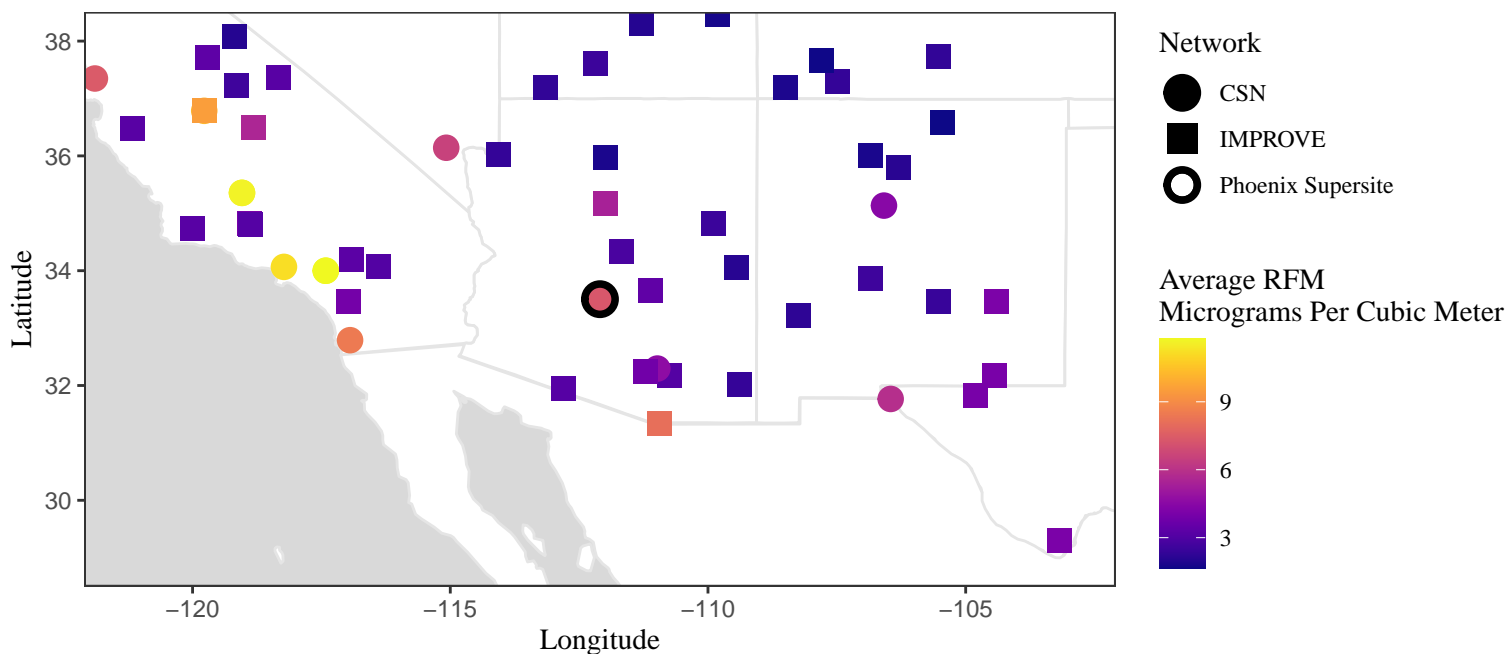 38
36
34
32
30
Latitude
−120
−115
−110
−105
Longitude
Network
CSN
IMPROVE
Phoenix Supersite
Average RFM
Micrograms Per Cubic Meter
9
6
3